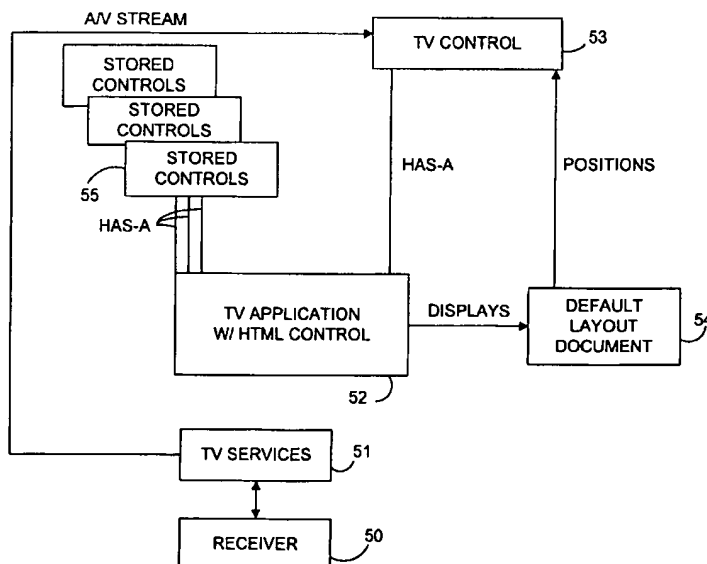 A/V STREAM
TV CONTROL
53
STORED
CONTROLS
STORED
CONTROLS
STORED
CONTROLS
55
HAS-A
HAS-A
POSITIONS
TV APPLICATION
W/ HTML CONTROL
52
DISPLAYS
DEFAULT
LAYOUT
DOCUMENT
54
TV SERVICES
51
RECEIVER
50